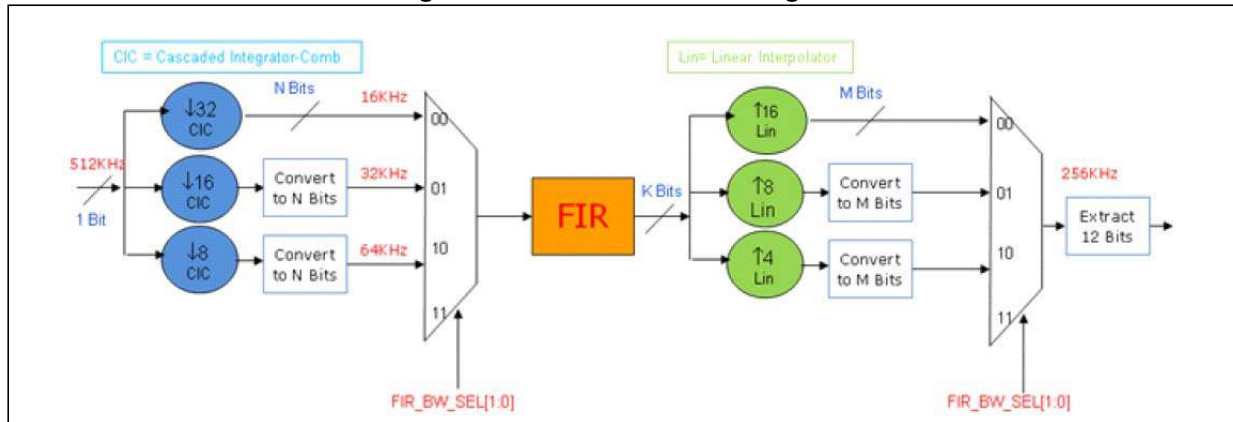 CIC = Cascaded Integrator-Comb
Lin= Linear Interpolator
512KHz
1 Bit
↓32
CIC
N Bits
16KHz
↓16
CIC
Convert
to N Bits
32KHz
↓8
CIC
Convert
to N Bits
64KHz
00
01
10
11
FIR_BW_SEL[1:0]
FIR
K Bits
↑16
Lin
M Bits
↑8
Lin
Convert
to M Bits
↑4
Lin
Convert
to M Bits
00
01
10
11
FIR_BW_SEL[1:0]
256KHz
Extract
12 Bits